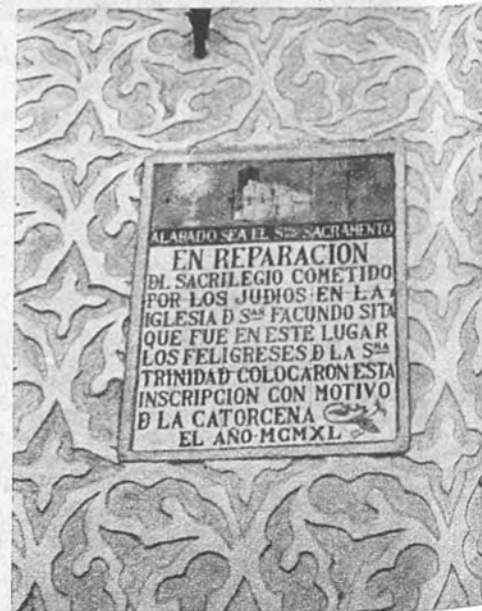 ALABADO SEA EL Smo SACRAMENTO
EN REPARACION
DL SACRILEGIO COMETIDO
POR LOS JUDIOS EN LA
IGLESIA D San FACUNDO SITA
QUE FUE EN ESTE LUGAR
LOS FELIGRESES D LA Sma
TRINIDAD COLOCARON ESTA
INSCRIPCION CON MOTIVO
D LA CATORCENA
EL AÑO·MCMXL